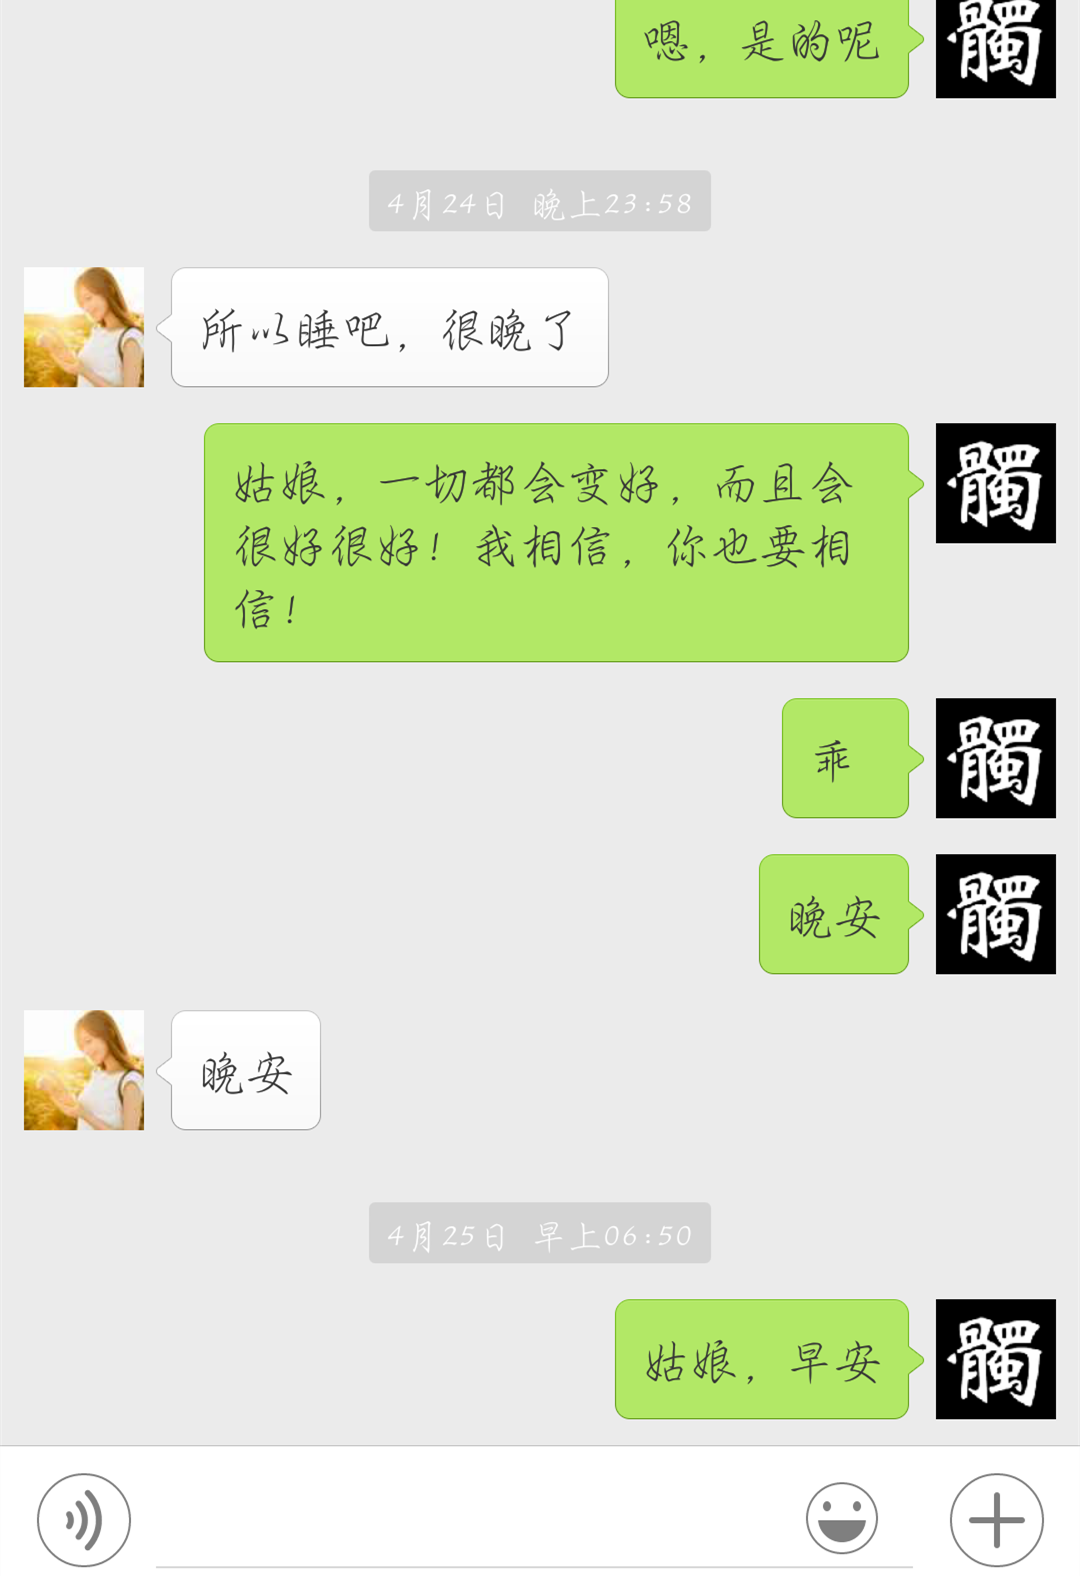 嗯，是的呢
髑
4月24日 晚上23:58
所以睡吧，很晚了
姑娘，一切都会变好，而且会
很好很好！我相信，你也要相
信！
髑
乖
髑
晚安
髑
晚安
4月25日 早上06:50
姑娘，早安
髑